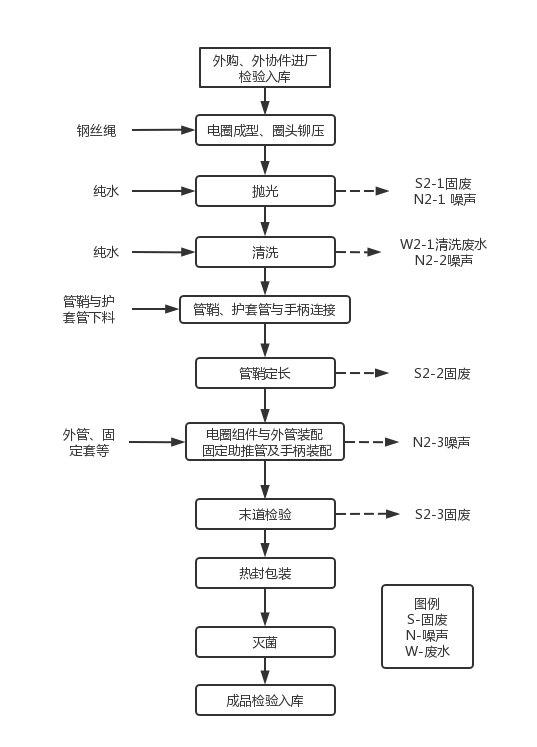 外购、外协件进厂
检验入库
钢丝绳
电圈成型、圈头铆压
纯水
抛光
S2-1固废
N2-1 噪声
纯水
清洗
W2-1清洗废水
N2-2噪声
管鞘与护
套管下料
管鞘、护套管与手柄连接
管鞘定长
S2-2固废
外管、固
定套等
电圈组件与外管装配
固定助推管及手柄装配
N2-3噪声
末道检验
S2-3固废
热封包装
灭菌
成品检验入库
图例
S-固废
N-噪声
W-废水